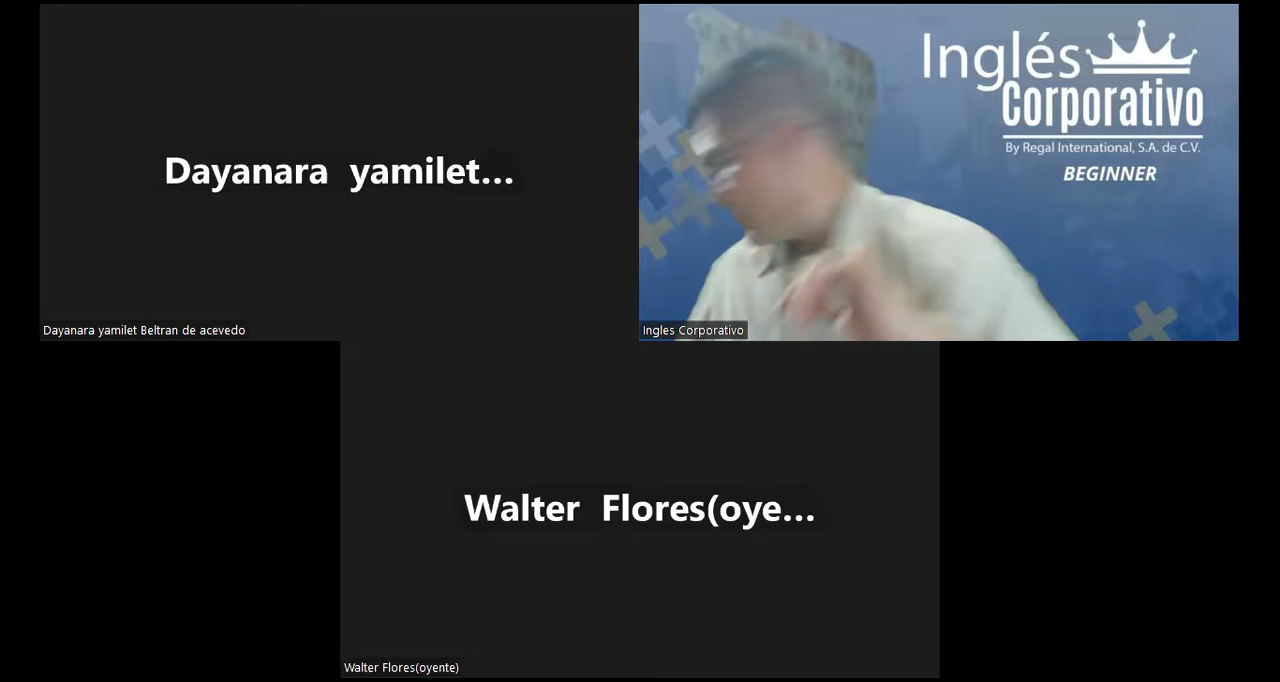 Dayanara yamilet...
Dayanara yamilet Beltran de acevedo
Inglés
Corporativo
By Regal International, S.A. de C.V.
BEGINNER
Ingles Corporativo
Walter Flores(oye...
Walter Flores(oyente)